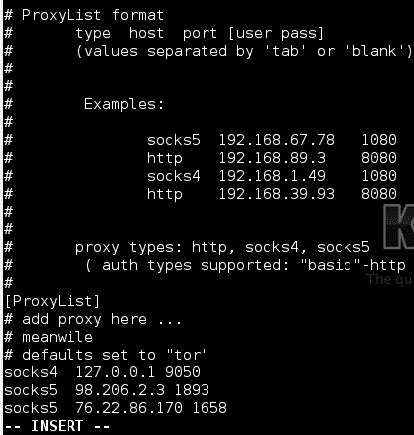 # ProxyList format
#       type  host  port [user pass]
#       (values separated by 'tab' or 'blank')
#
#
#        Examples:
#
#               socks5  192.168.67.78   1080
#               http    192.168.89.3    8080
#               socks4  192.168.1.49    1080
#               http    192.168.39.93   8080
#
#
#       proxy types: http, socks4, socks5
#        ( auth types supported: "basic"-http
#
[ProxyList]
# add proxy here ...
# meanwile
# defaults set to "tor"
socks4  127.0.0.1 9050
socks5  98.206.2.3 1893
socks5  76.22.86.170 1658
-- INSERT --
K
The qu